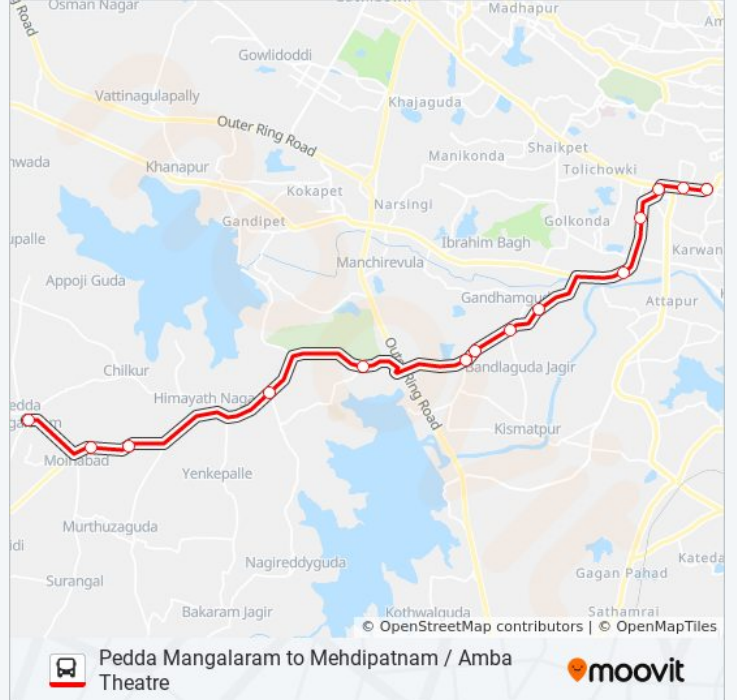 Osman Nagar
Madhapur
Road
Gowlidoddi
Vattinagulapally
Khajaguda
Outer Ring Road
Shaikpet
Manikonda
Tolichowki
Khanapur
Kokapet
Narsingi
Gandipet
Golkonda
Ibrahim Bagh
Karwan
Manchirevula
Appoji Guda
Gandhamgu
Attapur
Outer Ring Road
Chilkur
Bandlaguda Jagir
Himayath Naga
Kismatpur
Moinabad
Yenkepalle
Murthuzaguda
Nagireddyguda
Gagan Pahad
Surangal
Bakaram Jagir
Kothwalguda
Sathamrai
© OpenStreetMap contributors | © OpenMapTiles
Pedda Mangalaram to Mehdipatnam / Amba
Theatre
moovit